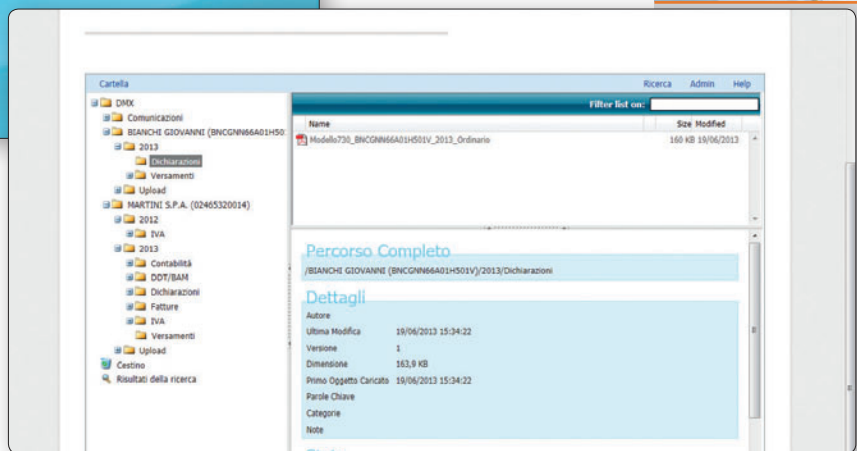 Cartella
Ricerca Admin Help
DMX
Comunicazioni
BIANCHI GIOVANNI (BNCGNN66A01H50
2013
Dichiarazioni
Versamenti
Upload
MARTINI S.P.A. (02465320014)
2012
IVA
2013
Contabilità
DDT/BAM
Dichiarazioni
Fatture
IVA
Versamenti
Upload
Cestino
Risultati della ricerca
Filter list on:
Name Size Modified
Modello730_BNCGNN66A01H501V_2013_Ordinario 160 KB 19/06/2013
Percorso Completo
/BIANCHI GIOVANNI (BNCGNN66A01H501V)/2013/Dichiarazioni
Dettagli
Autore
Ultima Modifica 19/06/2013 15:34:22
Versione 1
Dimensione 163,9 KB
Primo Oggetto Caricato 19/06/2013 15:34:22
Parole Chiave
Categorie
Note